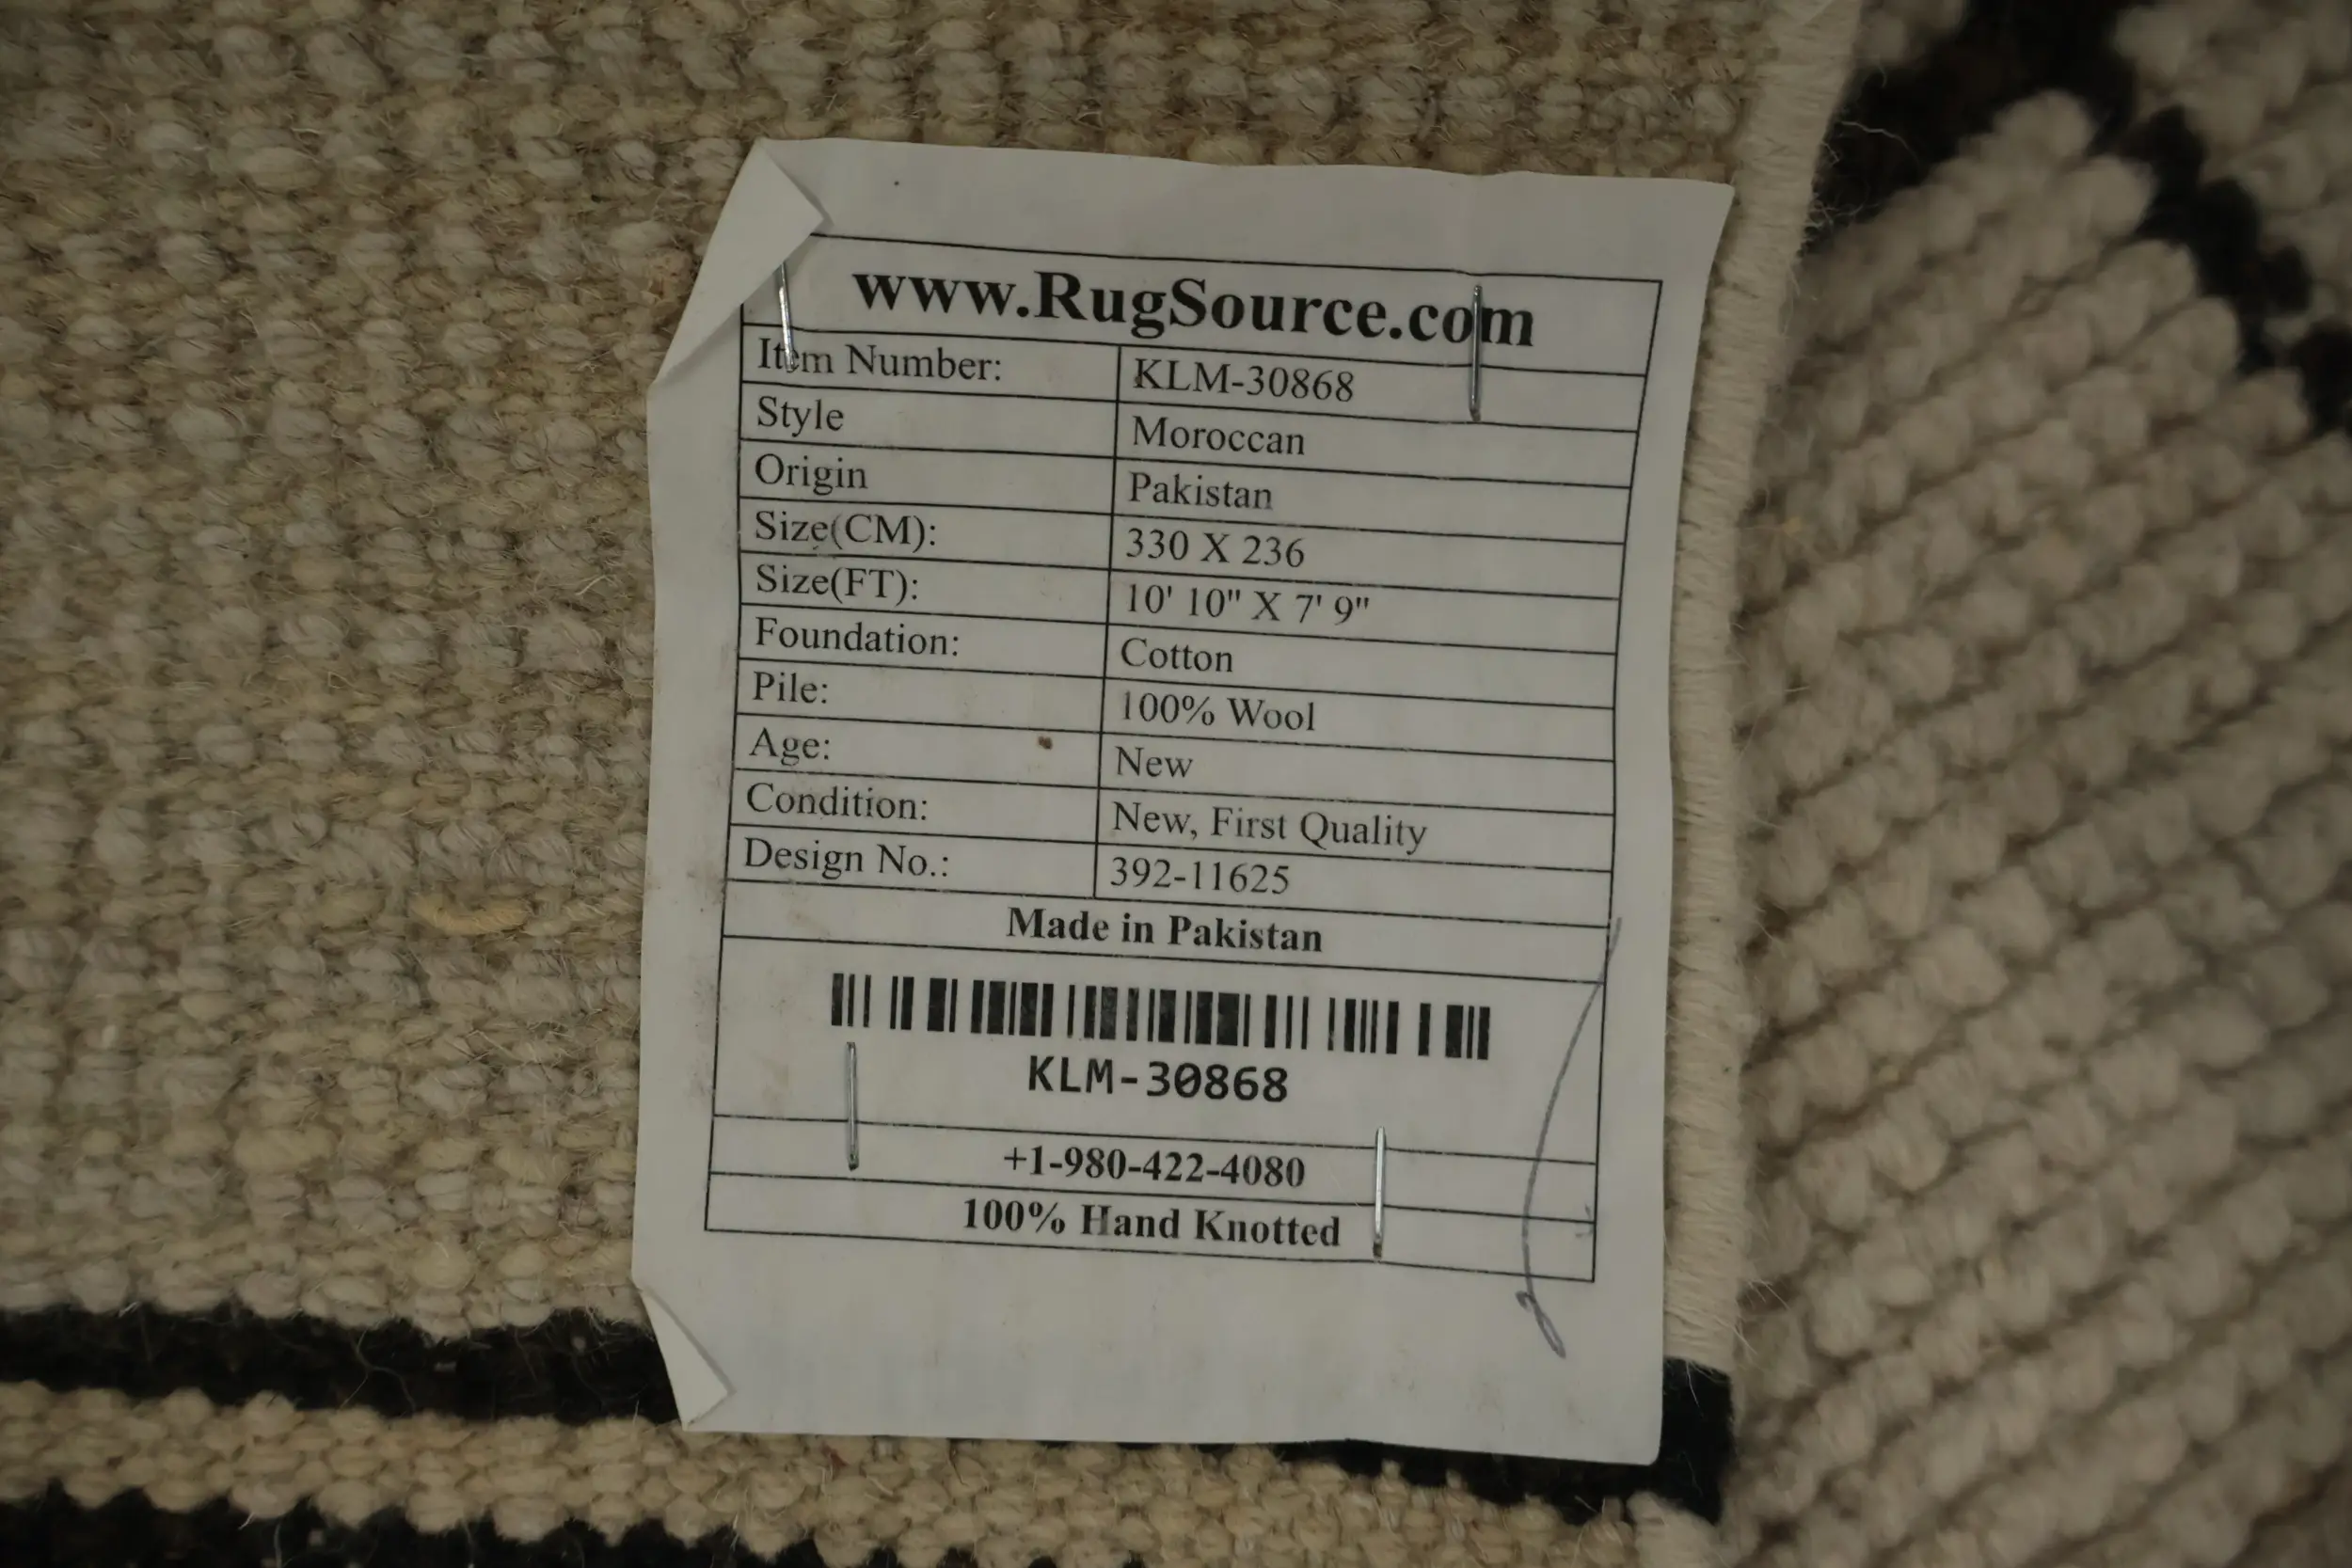 www.RugSource.com
Item Number: KLM-30868
Style Moroccan
Origin Pakistan
Size(CM): 330 X 236
Size(FT): 10' 10" X 7' 9"
Foundation: Cotton
Pile: 100% Wool
Age: New
Condition: New, First Quality
Design No.: 392-11625
Made in Pakistan
KLM-30868
+1-980-422-4080
100% Hand Knotted